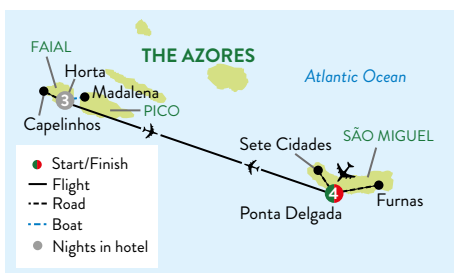 FAIAL
THE AZORES
Horta
Atlantic Ocean
3
Madalena
PICO
Capelinhos
SÃO MIGUEL
Sete Cidades
4
Furnas
Ponta Delgada
Start/Finish
Flight
Road
Boat
Nights in hotel